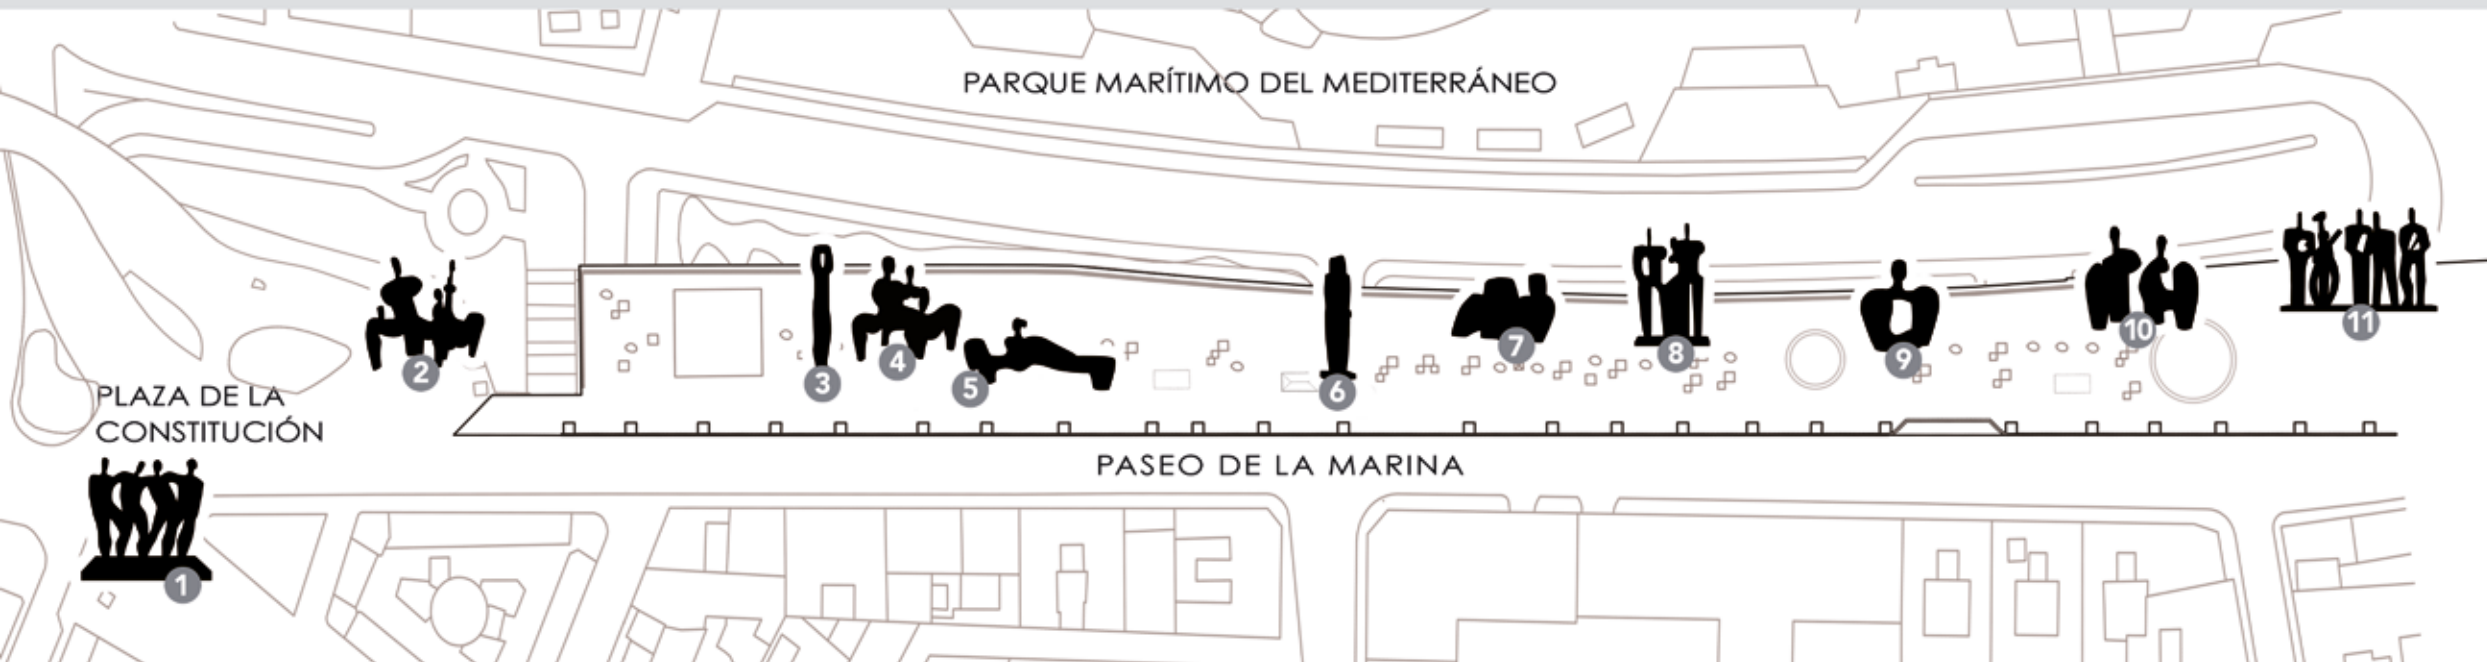 PARQUE MARÍTIMO DEL MEDITERRÁNEO
2
3
4
5
6
7
8
9
10
11
PLAZA DE LA
CONSTITUCIÓN
PASEO DE LA MARINA
1